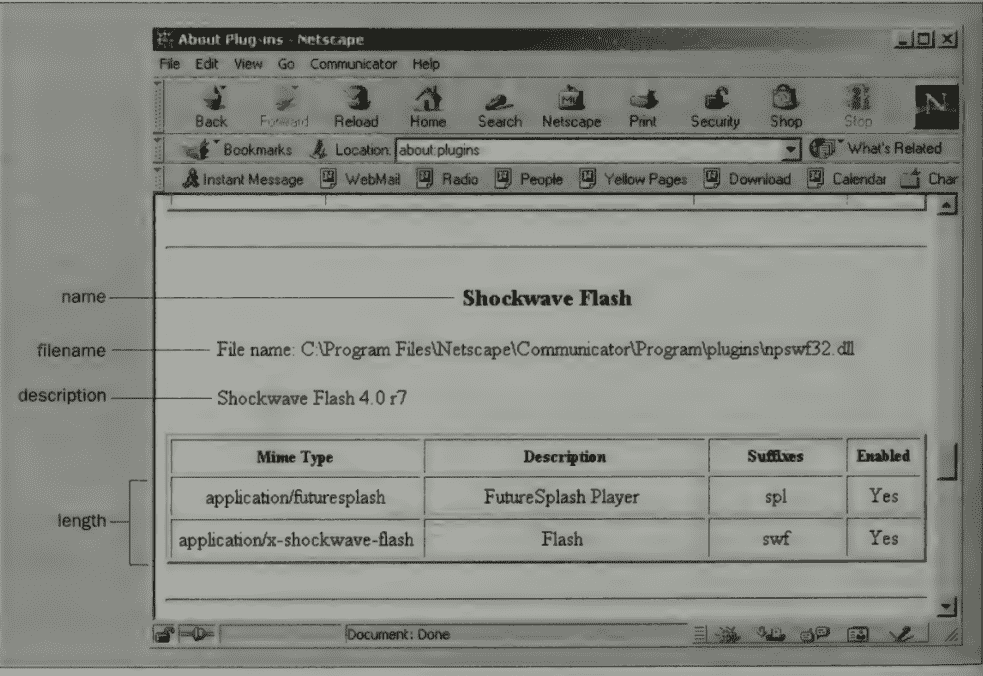 About Plug-ins - Netscape
File Edit View Go Communicator Help
Back Forward Reload Home Search Netscape Print Security Shop Stop
N
Bookmarks Location: about:plugins What's Related
Instant Message WebMail Radio People Yellow Pages Download Calendar Chan
name Shockwave Flash
filename File name: C:\Program Files\Netscape\Communicator\Program\plugins\npswf32.dll
description Shockwave Flash 4.0 r7
Mime Type Description Suffixes Enabled
application/futuresplash FutureSplash Player spl Yes
length
application/x-shockwave-flash Flash swf Yes
Document: Done